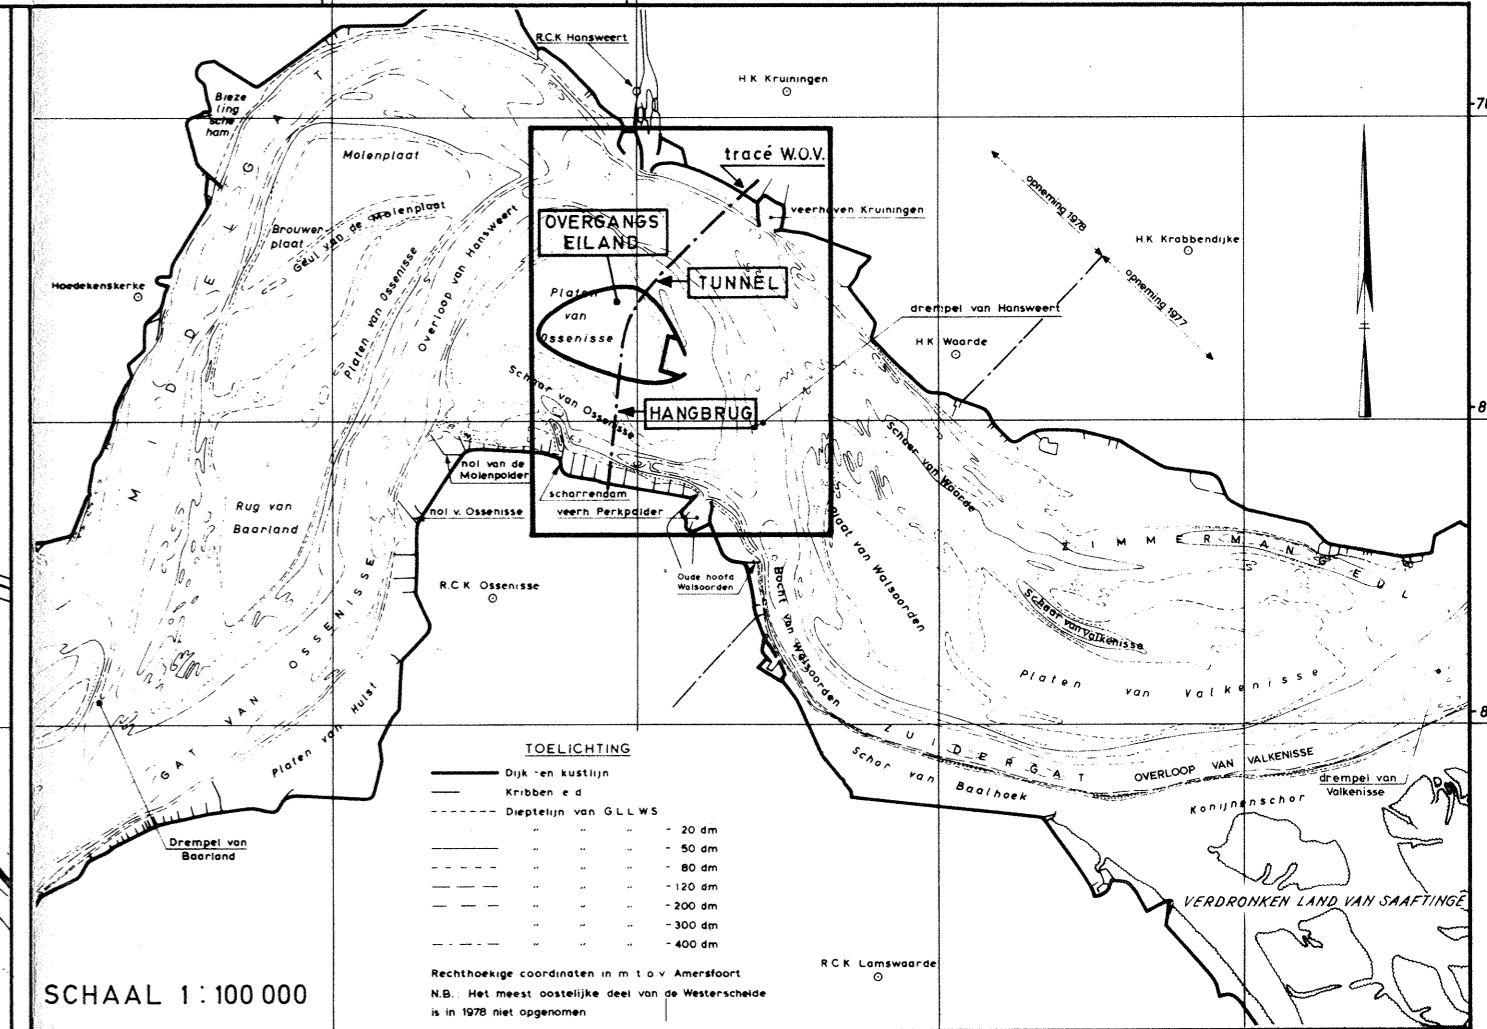 R.C.K Hansweert
H K Kruiningen
Bieze
ling
sche
ham
MIDDELGAT
Molenplaat
tracé W.O.V.
veerhaven Kruiningen
OVERGANGS
EILAND
Brouwer
plaat
Geul van de Molenplaat
Platen van Ossenisse
Overloop van Hansweert
opneming 1978
opneming 1977
H.K Krabbendijke
Hoedekenskerke
TUNNEL
Platen
van
Ossenisse
drempel van Hansweert
H K Waarde
Schaar van Ossenisse
HANGBRUG
Schaar van Waarde
nol van de
Molenpolder
scharrendam
veerh Perkpolder
nol v. Ossenisse
Rug van
Baarland
R.C.K Ossenisse
Oude hoofd
Walsoorden
Bocht van Walsoorden
Plaat van Walsoorden
ZIMMERMANGEUL
Schaar van Valkenisse
Platen van Valkenisse
GAT VAN OSSENISSE
Platen van Hulst
ZUIDERGAT
OVERLOOP VAN VALKENISSE
drempel van
Valkenisse
Schor van Baalhoek
Konijnenschor
Drempel van
Baarland
VERDRONKEN LAND VAN SAAFTINGE
R C K Lamswaarde
TOELICHTING
Dijk -en kustlijn
Kribben e d
Dieptelijn van G.L.L.W.S
" " " - 20 dm
" " " - 50 dm
" " " - 80 dm
" " " - 120 dm
" " " - 200 dm
" " " - 300 dm
" " " - 400 dm
Rechthoekige coordinaten in m t o v Amersfoort
N.B.: Het meest oostelijke deel van de Westerschelde
is in 1978 niet opgenomen
SCHAAL 1:100 000